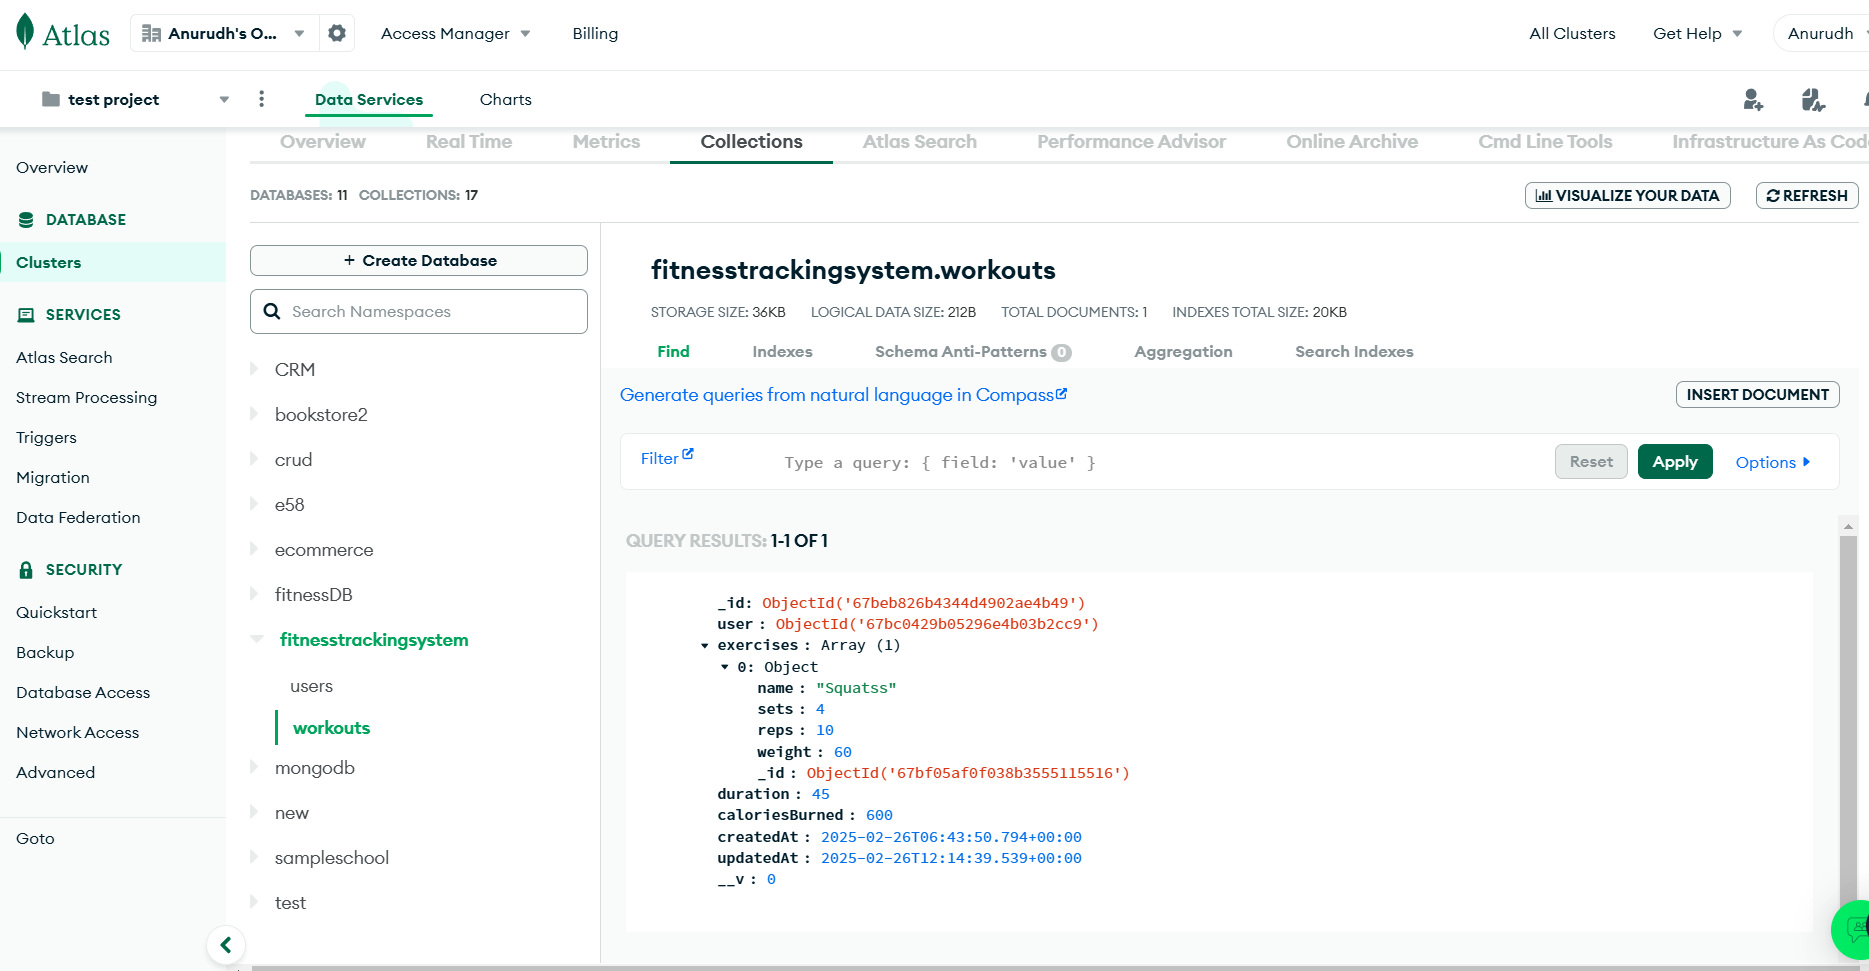 Atlas
Anurudh's O...
Access Manager
Billing
All Clusters
Get Help
Anurudh
test project
Data Services
Charts
Overview
Real Time
Metrics
Collections
Atlas Search
Performance Advisor
Online Archive
Cmd Line Tools
Infrastructure As Code
DATABASES: 11 COLLECTIONS: 17
VISUALIZE YOUR DATA
REFRESH
Overview
DATABASE
Clusters
SERVICES
Atlas Search
Stream Processing
Triggers
Migration
Data Federation
SECURITY
Quickstart
Backup
Database Access
Network Access
Advanced
Goto
+ Create Database
Search Namespaces
CRM
bookstore2
crud
e58
ecommerce
fitnessDB
fitnesstrackingsystem
users
workouts
mongodb
new
sampleschool
test
fitnesstrackingsystem.workouts
STORAGE SIZE: 36KB LOGICAL DATA SIZE: 212B TOTAL DOCUMENTS: 1 INDEXES TOTAL SIZE: 20KB
Find
Indexes
Schema Anti-Patterns 0
Aggregation
Search Indexes
Generate queries from natural language in Compass
INSERT DOCUMENT
Filter
Type a query: { field: 'value' }
Reset
Apply
Options
QUERY RESULTS: 1-1 OF 1
_id: ObjectId('67beb826b4344d4902ae4b49')
user : ObjectId('67bc0429b05296e4b03b2cc9')
exercises : Array (1)
0: Object
name : "Squatss"
sets : 4
reps : 10
weight : 60
_id : ObjectId('67bf05af0f038b3555115516')
duration : 45
caloriesBurned : 600
createdAt : 2025-02-26T06:43:50.794+00:00
updatedAt : 2025-02-26T12:14:39.539+00:00
__v : 0